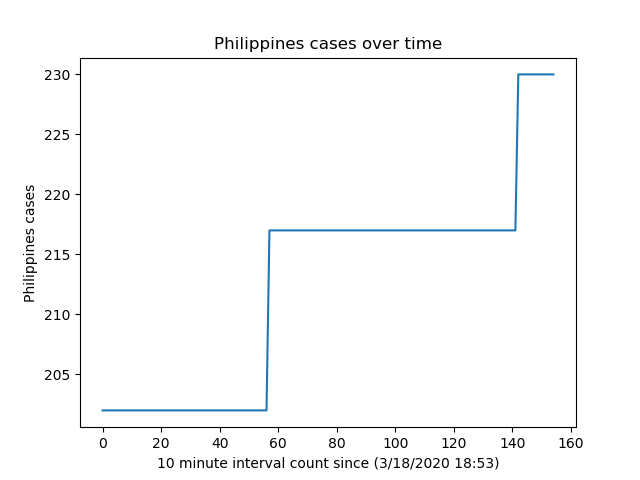 Philippines cases over time
230
225
220
215
210
205
Philippines cases
0 20 40 60 80 100 120 140 160
10 minute interval count since (3/18/2020 18:53)